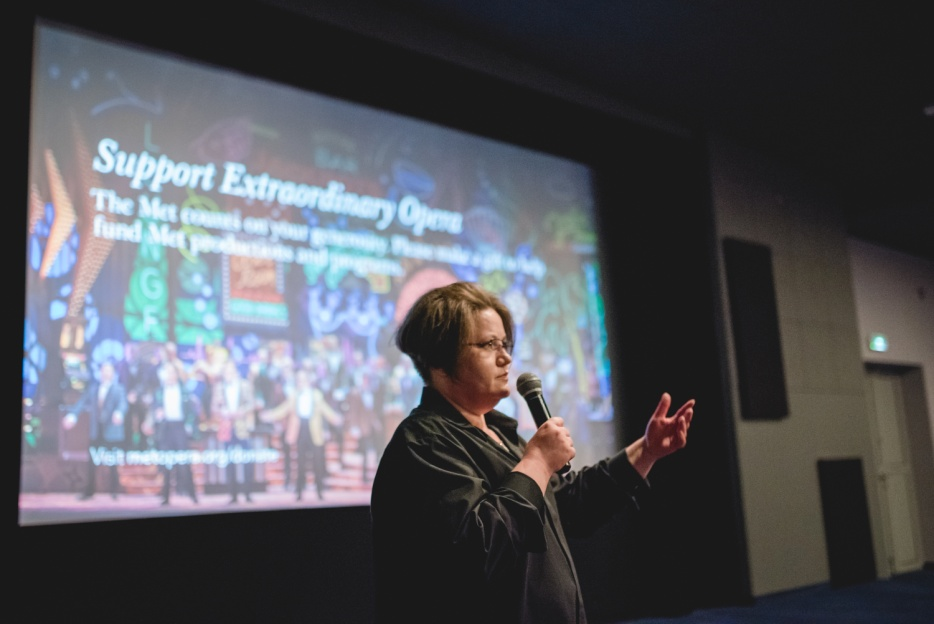 Support Extraordinary Opera
The Met counts on your generosity. Please make a gift to help
fund Met productions and programs.
Visit metopera.org/donate